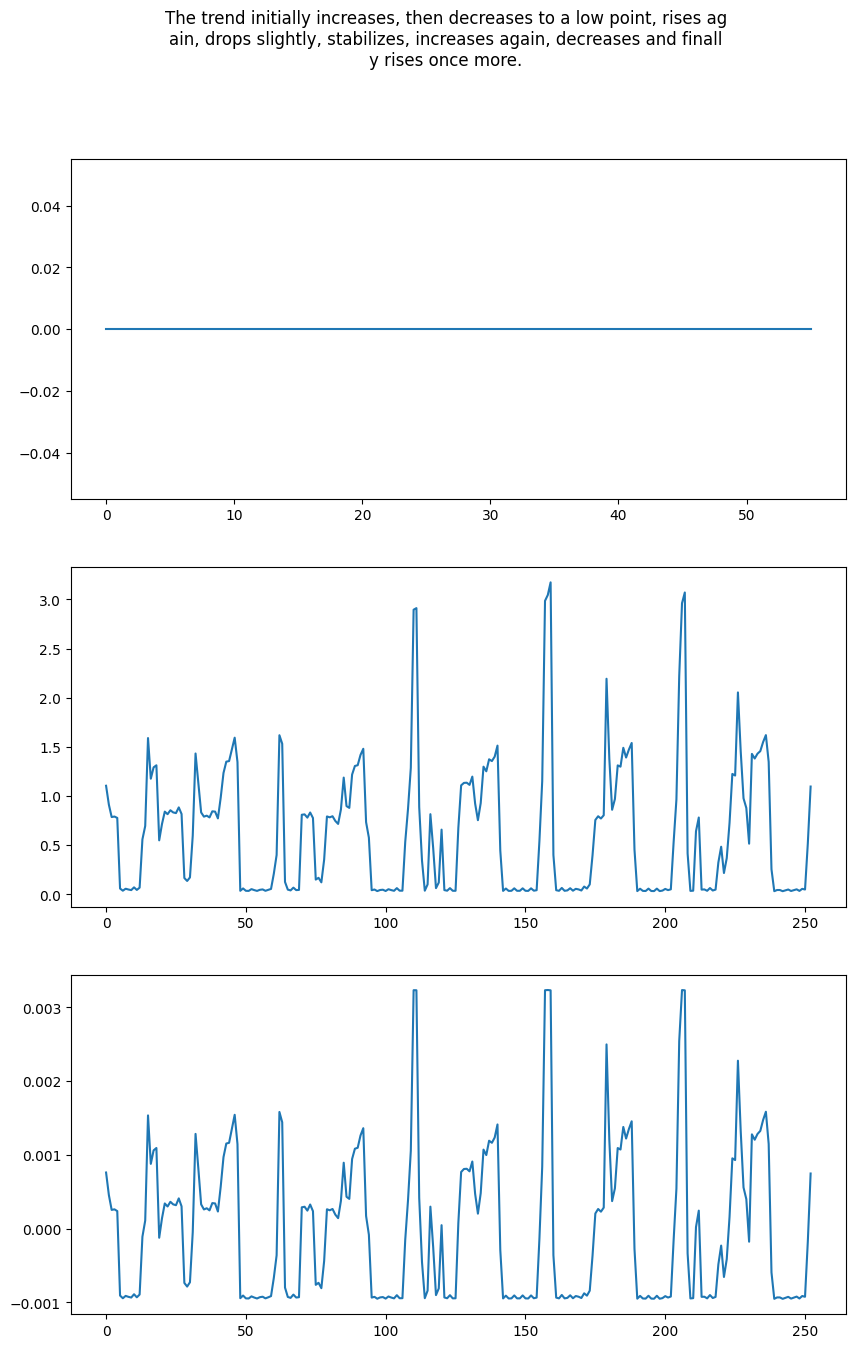 The trend initially increases, then decreases to a low point, rises ag
ain, drops slightly, stabilizes, increases again, decreases and finall
y rises once more.
0.04
0.02
0.00
−0.02
−0.04
0 10 20 30 40 50
3.0
2.5
2.0
1.5
1.0
0.5
0.0
0 50 100 150 200 250
0.003
0.002
0.001
0.000
−0.001
0 50 100 150 200 250